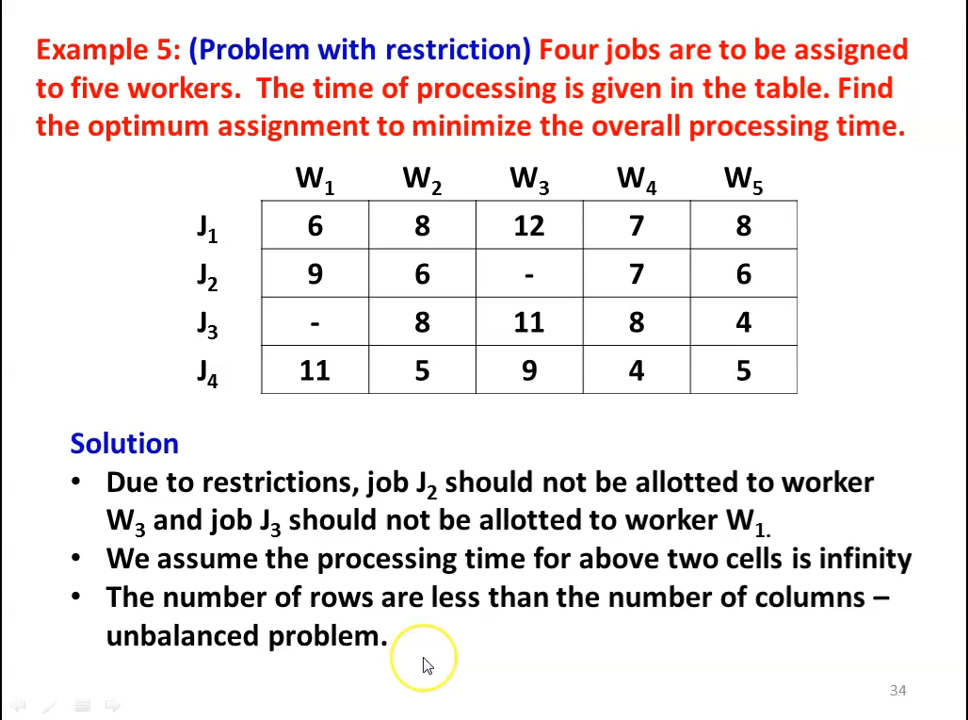 Example 5: (Problem with restriction) Four jobs are to be assigned
to five workers. The time of processing is given in the table. Find
the optimum assignment to minimize the overall processing time.
W1 W2 W3 W4 W5
J1 6 8 12 7 8
J2 9 6 - 7 6
J3 - 8 11 8 4
J4 11 5 9 4 5
Solution
• Due to restrictions, job J2 should not be allotted to worker
W3 and job J3 should not be allotted to worker W1.
• We assume the processing time for above two cells is infinity
• The number of rows are less than the number of columns –
unbalanced problem.
34